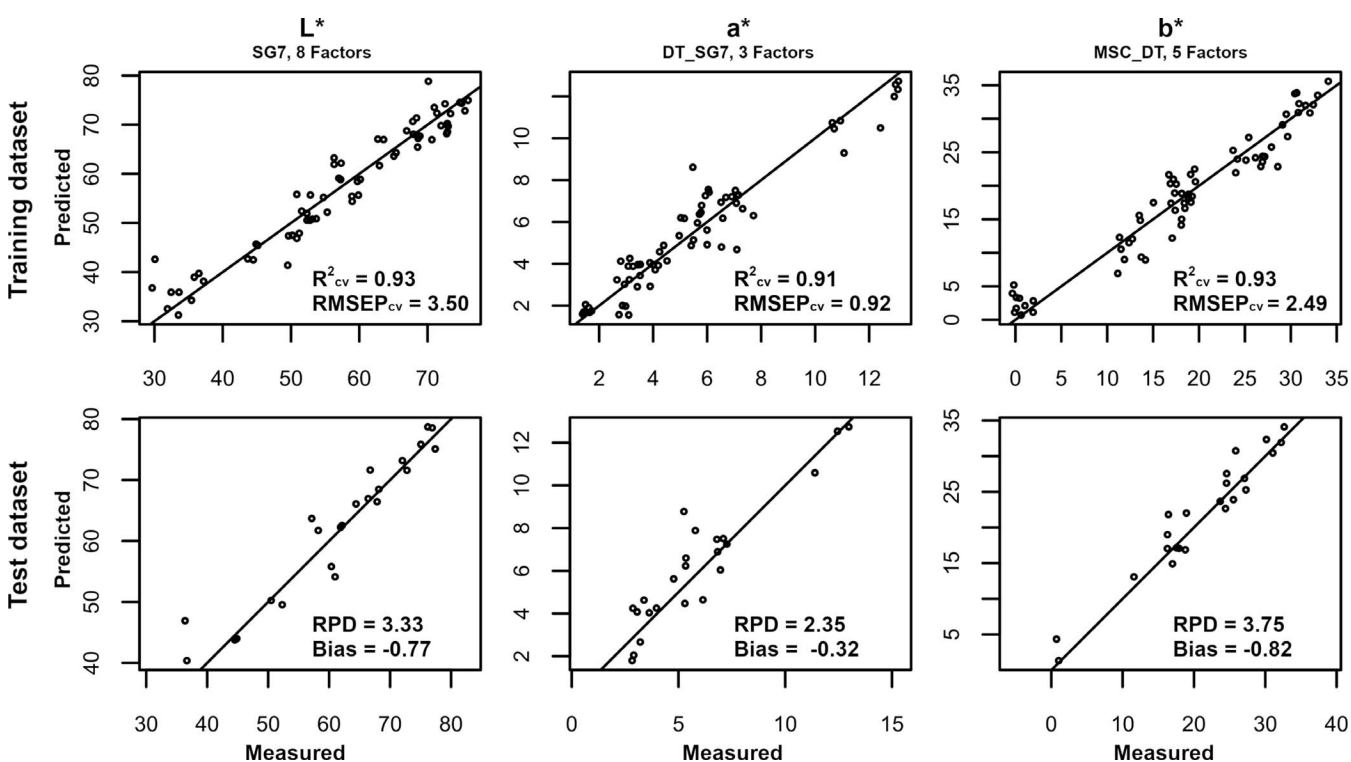 L*
SG7, 8 Factors
a*
DT_SG7, 3 Factors
b*
MSC_DT, 5 Factors
Training dataset
Predicted
80
70
60
50
40
30
R²cv = 0.93
RMSEPcv = 3.50
30 40 50 60 70
10
8
6
4
2
R²cv = 0.91
RMSEPcv = 0.92
2 4 6 8 10 12
35
25
15
5
0
R²cv = 0.93
RMSEPcv = 2.49
0 5 10 15 20 25 30 35
Test dataset
Predicted
80
70
60
50
40
RPD = 3.33
Bias = -0.77
30 40 50 60 70 80
Measured
12
10
8
6
4
2
RPD = 2.35
Bias = -0.32
0 5 10 15
Measured
35
25
15
5
RPD = 3.75
Bias = -0.82
0 10 20 30 40
Measured